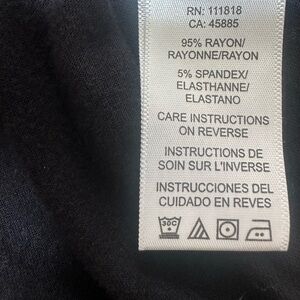 RN: 111818
CA: 45885
95% RAYON/
RAYONNE/RAYON
5% SPANDEX/
ELASTHANNE/
ELASTANO
CARE INSTRUCTIONS
ON REVERSE
INSTRUCTIONS DE
SOIN SUR L'INVERSE
INSTRUCCIONES DEL
CUIDADO EN REVES
30C